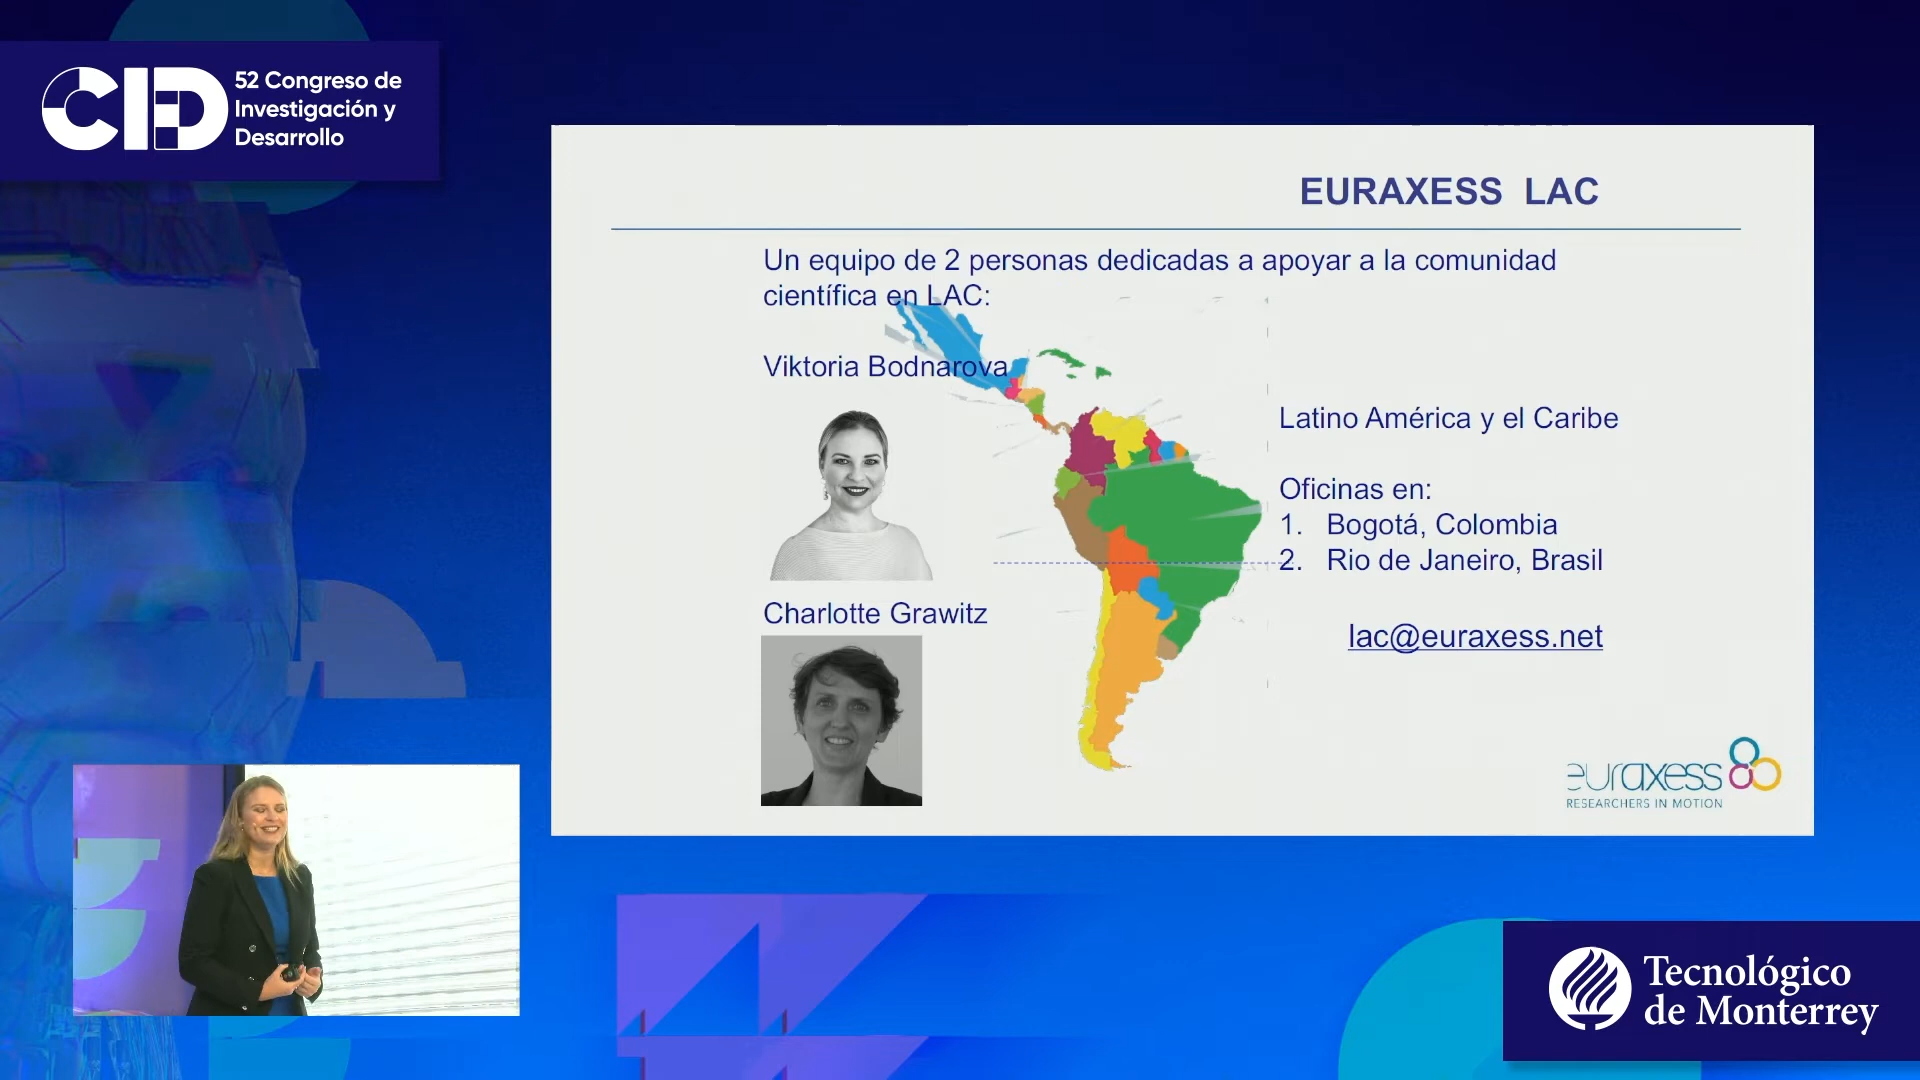 CID
52 Congreso de
Investigación y
Desarrollo
EURAXESS LAC
Un equipo de 2 personas dedicadas a apoyar a la comunidad
científica en LAC:
Viktoria Bodnarova
Charlotte Grawitz
Latino América y el Caribe
Oficinas en:
1. Bogotá, Colombia
2. Rio de Janeiro, Brasil
lac@euraxess.net
euraxess
RESEARCHERS IN MOTION
Tecnológico
de Monterrey